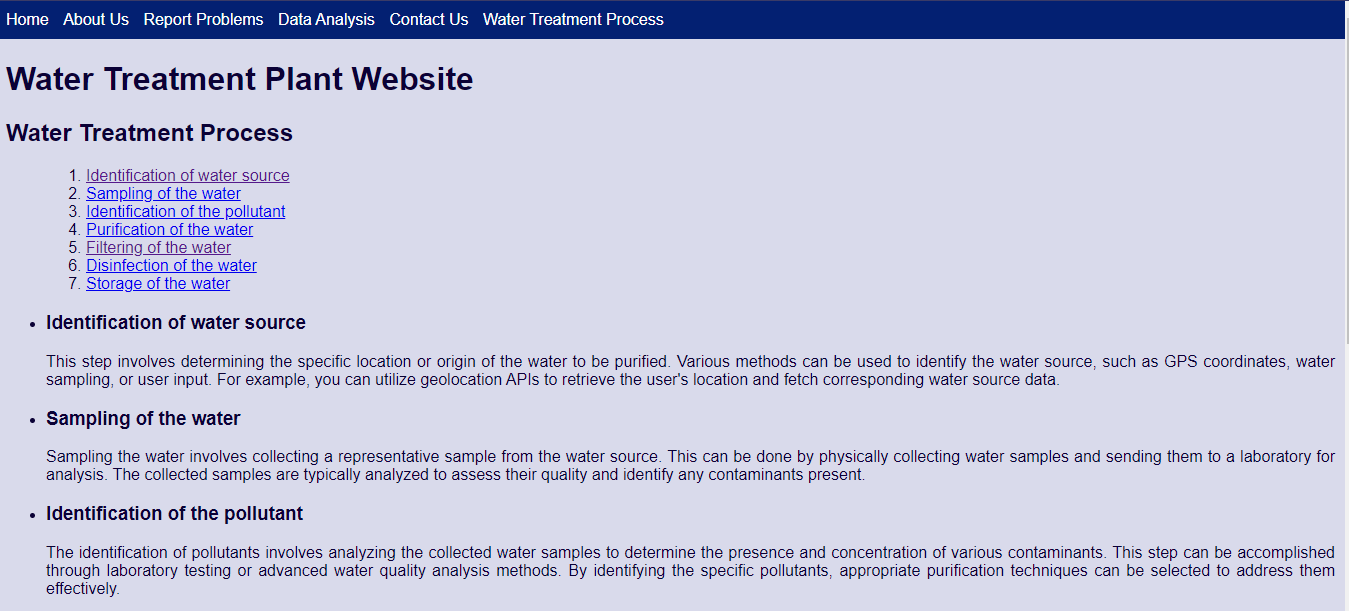 Home About Us Report Problems Data Analysis Contact Us Water Treatment Process
Water Treatment Plant Website
Water Treatment Process
1. Identification of water source
2. Sampling of the water
3. Identification of the pollutant
4. Purification of the water
5. Filtering of the water
6. Disinfection of the water
7. Storage of the water
• Identification of water source
This step involves determining the specific location or origin of the water to be purified. Various methods can be used to identify the water source, such as GPS coordinates, water
sampling, or user input. For example, you can utilize geolocation APIs to retrieve the user's location and fetch corresponding water source data.
• Sampling of the water
Sampling the water involves collecting a representative sample from the water source. This can be done by physically collecting water samples and sending them to a laboratory for
analysis. The collected samples are typically analyzed to assess their quality and identify any contaminants present.
• Identification of the pollutant
The identification of pollutants involves analyzing the collected water samples to determine the presence and concentration of various contaminants. This step can be accomplished
through laboratory testing or advanced water quality analysis methods. By identifying the specific pollutants, appropriate purification techniques can be selected to address them
effectively.